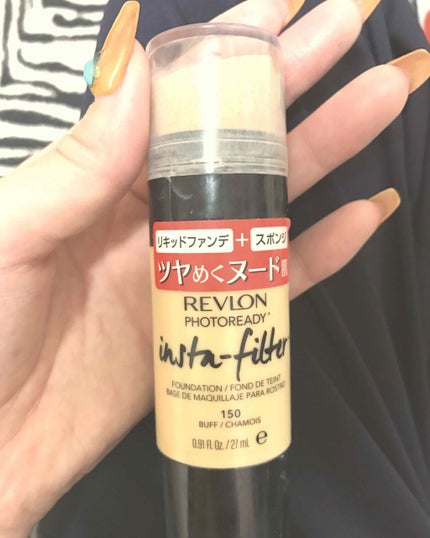 リキッドファンデ + スポンジ
ツヤめくヌード
REVLON
PHOTOREADY™
insta-filter
FOUNDATION / FOND DE TEINT
BASE DE MAQUILLAJE PARA ROSTRO
150
BUFF / CHAMOIS
0.91 Fl. Oz. / 27 mL ℮